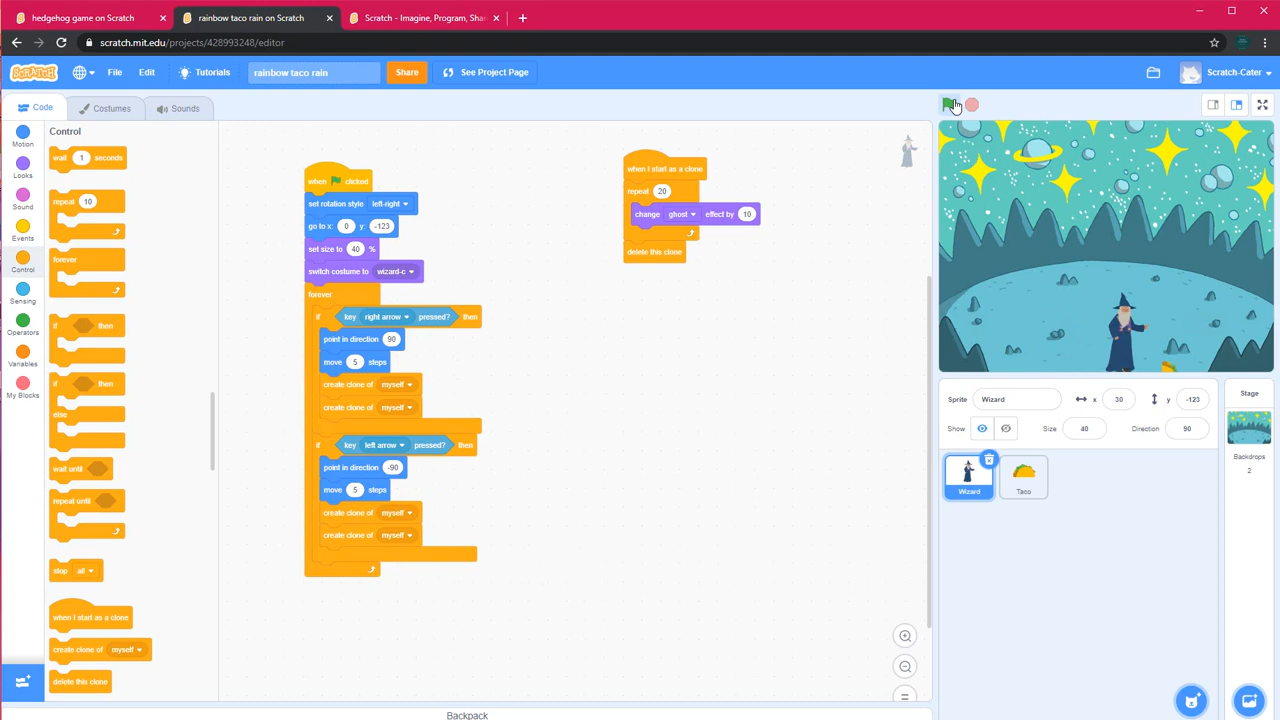 hedgehog game on Scratch
rainbow taco rain on Scratch
Scratch - Imagine, Program, Sha
scratch.mit.edu/projects/428993248/editor
SCRATCH
File
Edit
Tutorials
rainbow taco rain
Share
See Project Page
Scratch-Cater
Code
Costumes
Sounds
Motion
Looks
Sound
Events
Control
Sensing
Operators
Variables
My Blocks
Control
wait 1 seconds
repeat 10
forever
if then
if then
else
wait until
repeat until
stop all
when I start as a clone
create clone of myself
delete this clone
when clicked
set rotation style left-right
go to x: 0 y: -123
set size to 40 %
switch costume to wizard-c
forever
if key right arrow pressed? then
point in direction 90
move 5 steps
create clone of myself
create clone of myself
if key left arrow pressed? then
point in direction -90
move 5 steps
create clone of myself
create clone of myself
when I start as a clone
repeat 20
change ghost effect by 10
delete this clone
Sprite Wizard x 30 y -123
Show Size 40 Direction 90
Wizard
Taco
Stage
Backdrops
2
Backpack